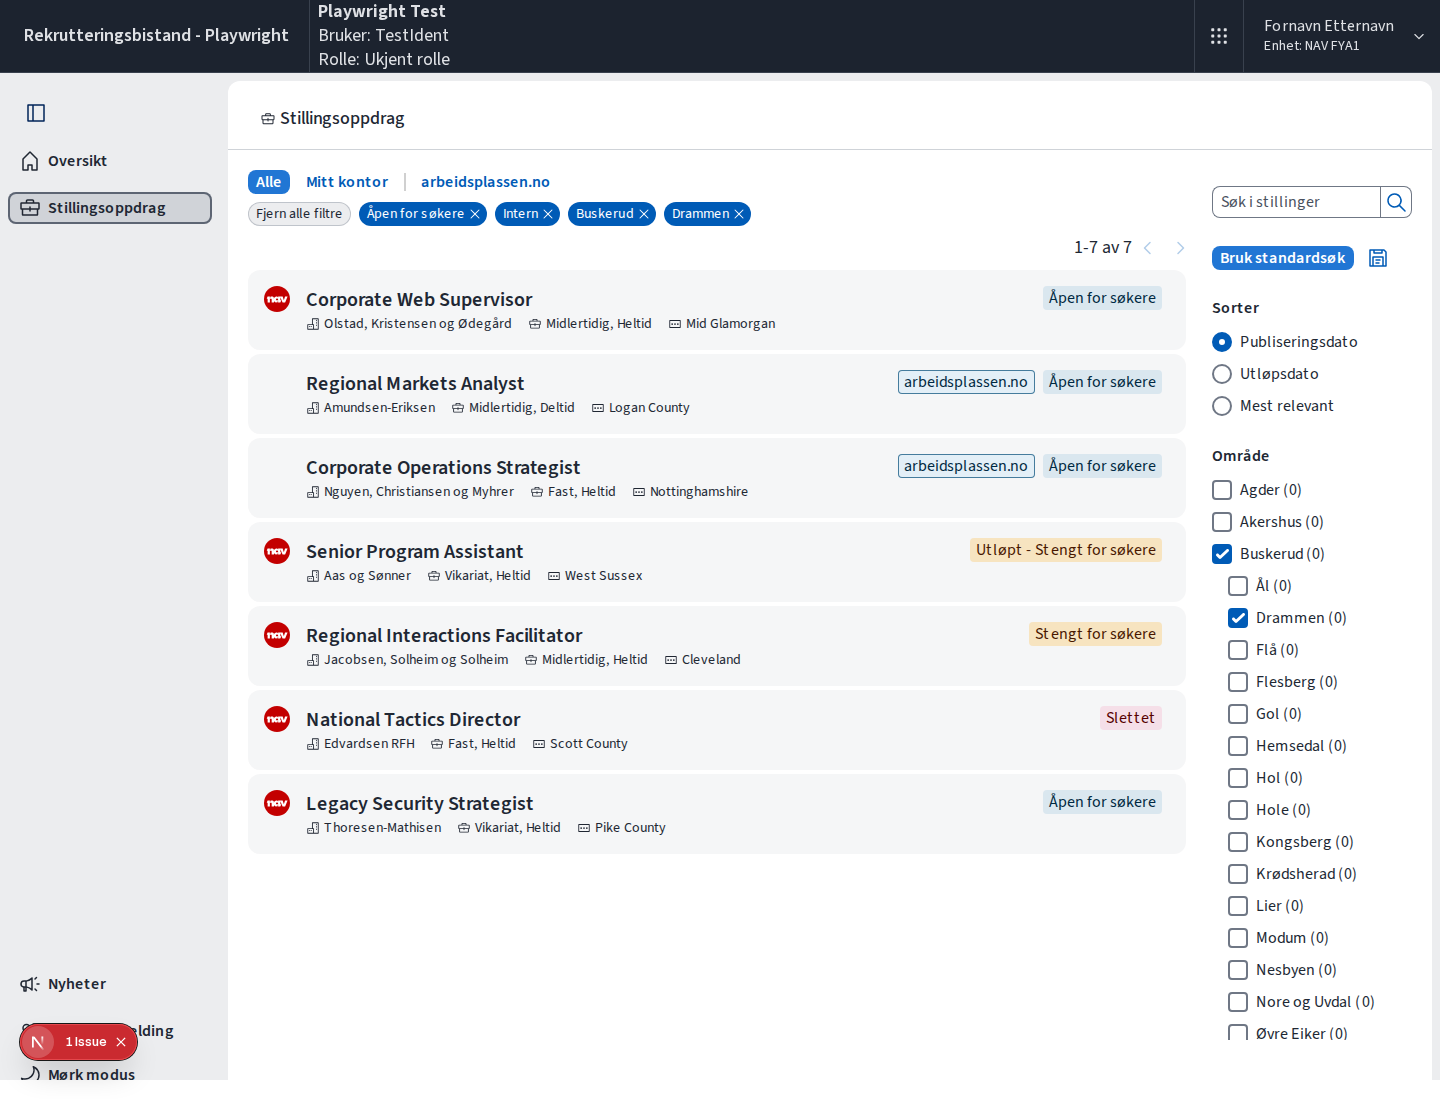 Rekrutteringsbistand - Playwright
Playwright Test
Bruker: TestIdent
Rolle: Ukjent rolle
Fornavn Etternavn
Enhet: NAV FYA1
Oversikt
Stillingsoppdrag
Nyheter
elding
Mørk modus
1 Issue
Stillingsoppdrag
Alle
Mitt kontor
arbeidsplassen.no
Fjern alle filtre
Åpen for søkere
Intern
Buskerud
Drammen
1-7 av 7
nav
Corporate Web Supervisor
Åpen for søkere
Olstad, Kristensen og Ødegård
Midlertidig, Heltid
Mid Glamorgan
Regional Markets Analyst
arbeidsplassen.no
Åpen for søkere
Amundsen-Eriksen
Midlertidig, Deltid
Logan County
Corporate Operations Strategist
arbeidsplassen.no
Åpen for søkere
Nguyen, Christiansen og Myhrer
Fast, Heltid
Nottinghamshire
nav
Senior Program Assistant
Utløpt - Stengt for søkere
Aas og Sønner
Vikariat, Heltid
West Sussex
nav
Regional Interactions Facilitator
Stengt for søkere
Jacobsen, Solheim og Solheim
Midlertidig, Heltid
Cleveland
nav
National Tactics Director
Slettet
Edvardsen RFH
Fast, Heltid
Scott County
nav
Legacy Security Strategist
Åpen for søkere
Thoresen-Mathisen
Vikariat, Heltid
Pike County
Søk i stillinger
Bruk standardsøk
Sorter
Publiseringsdato
Utløpsdato
Mest relevant
Område
Agder (0)
Akershus (0)
Buskerud (0)
Ål (0)
Drammen (0)
Flå (0)
Flesberg (0)
Gol (0)
Hemsedal (0)
Hol (0)
Hole (0)
Kongsberg (0)
Krødsherad (0)
Lier (0)
Modum (0)
Nesbyen (0)
Nore og Uvdal (0)
Øvre Eiker (0)